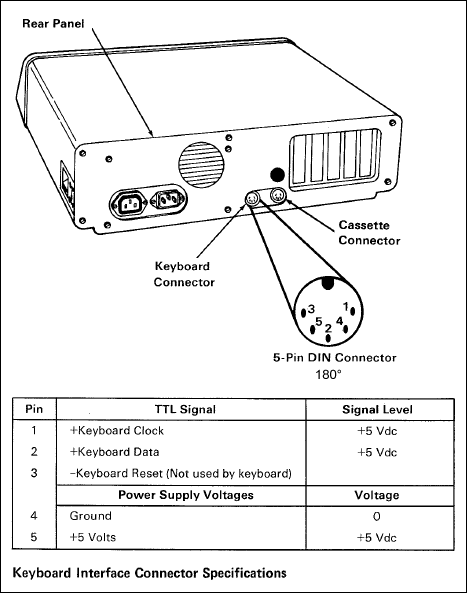 Rear Panel
Cassette
Connector
Keyboard
Connector
3 1
5 4
2
5-Pin DIN Connector
180°
Pin TTL Signal Signal Level
1 +Keyboard Clock +5 Vdc
2 +Keyboard Data +5 Vdc
3 -Keyboard Reset (Not used by keyboard)
Power Supply Voltages Voltage
4 Ground 0
5 +5 Volts +5 Vdc
Keyboard Interface Connector Specifications